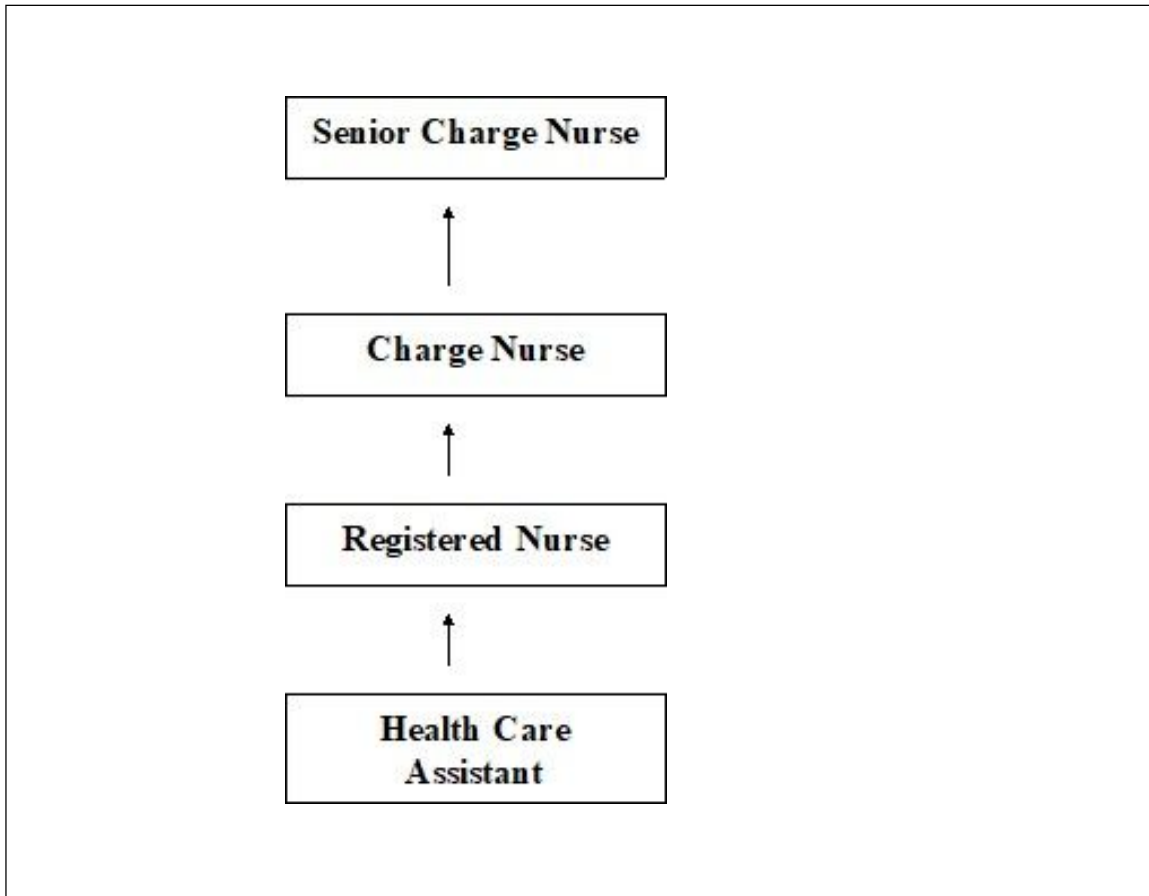 Senior Charge Nurse
Charge Nurse
Registered Nurse
Health Care
Assistant